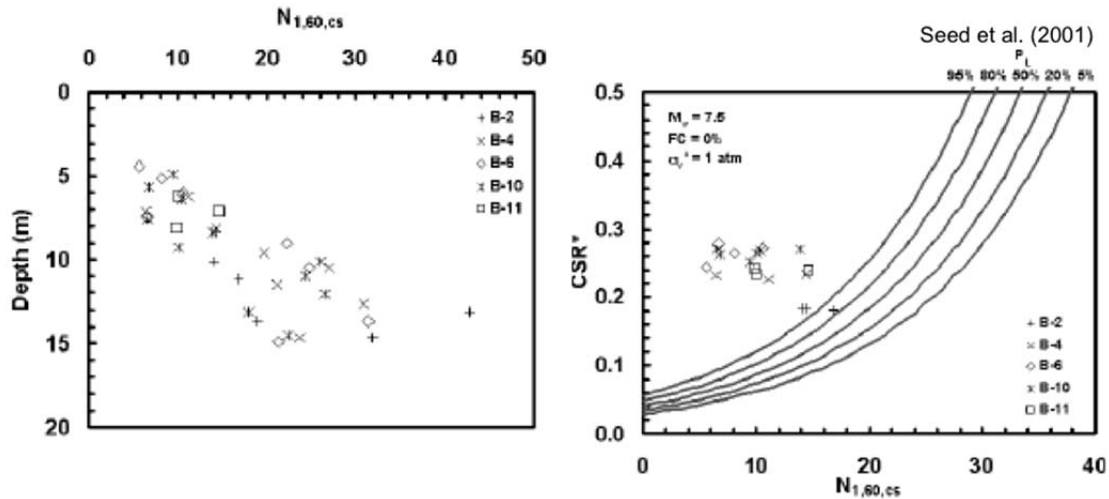 N1,60,cs
0 10 20 30 40 50
0
5
10
15
20
Depth (m)
B-2
B-4
B-6
B-10
B-11
Seed et al. (2001)
PL
95% 80% 50% 20% 5%
0.5
0.4
0.3
0.2
0.1
0.0
CSR*
Mw = 7.5
FC = 0%
σv' = 1 atm
B-2
B-4
B-6
B-10
B-11
0 10 20 30 40
N1,60,cs